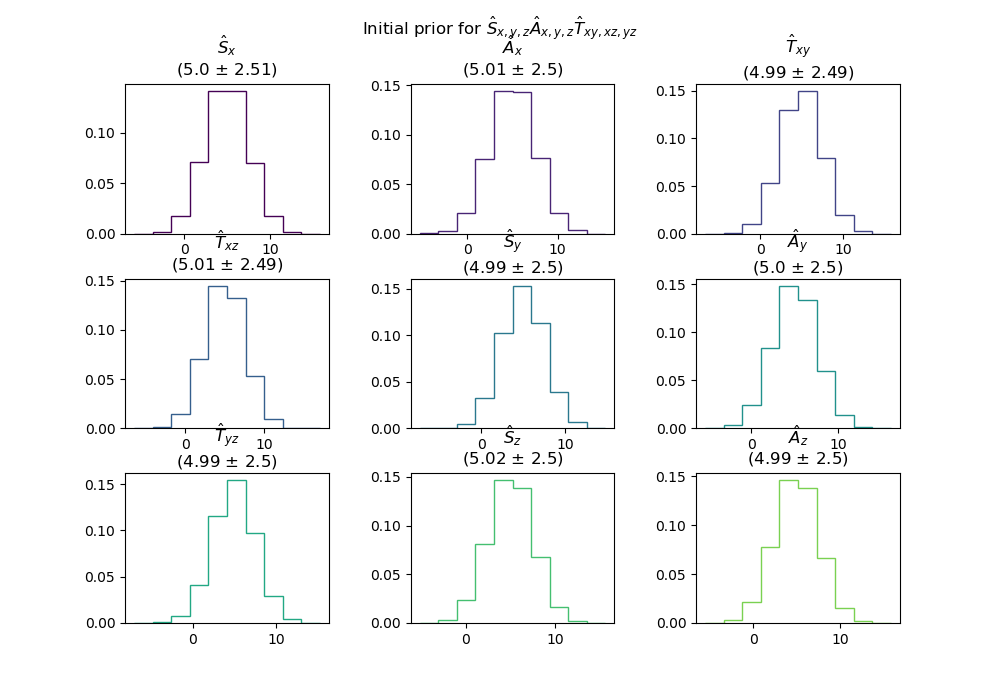 Initial prior for Ŝx,y,zÂx,y,zT̂xy,xz,yz
Ŝx
(5.0 ± 2.51)
Âx
(5.01 ± 2.5)
T̂xy
(4.99 ± 2.49)
0.10
0.05
0.00
0 10
0.15
0.10
0.05
0.00
0 10
0.15
0.10
0.05
0.00
0 10
T̂xz
(5.01 ± 2.49)
Ŝy
(4.99 ± 2.5)
Ây
(5.0 ± 2.5)
0.15
0.10
0.05
0.00
0 10
0.15
0.10
0.05
0.00
0 10
0.15
0.10
0.05
0.00
0 10
T̂yz
(4.99 ± 2.5)
Ŝz
(5.02 ± 2.5)
Âz
(4.99 ± 2.5)
0.15
0.10
0.05
0.00
0 10
0.15
0.10
0.05
0.00
0 10
0.15
0.10
0.05
0.00
0 10